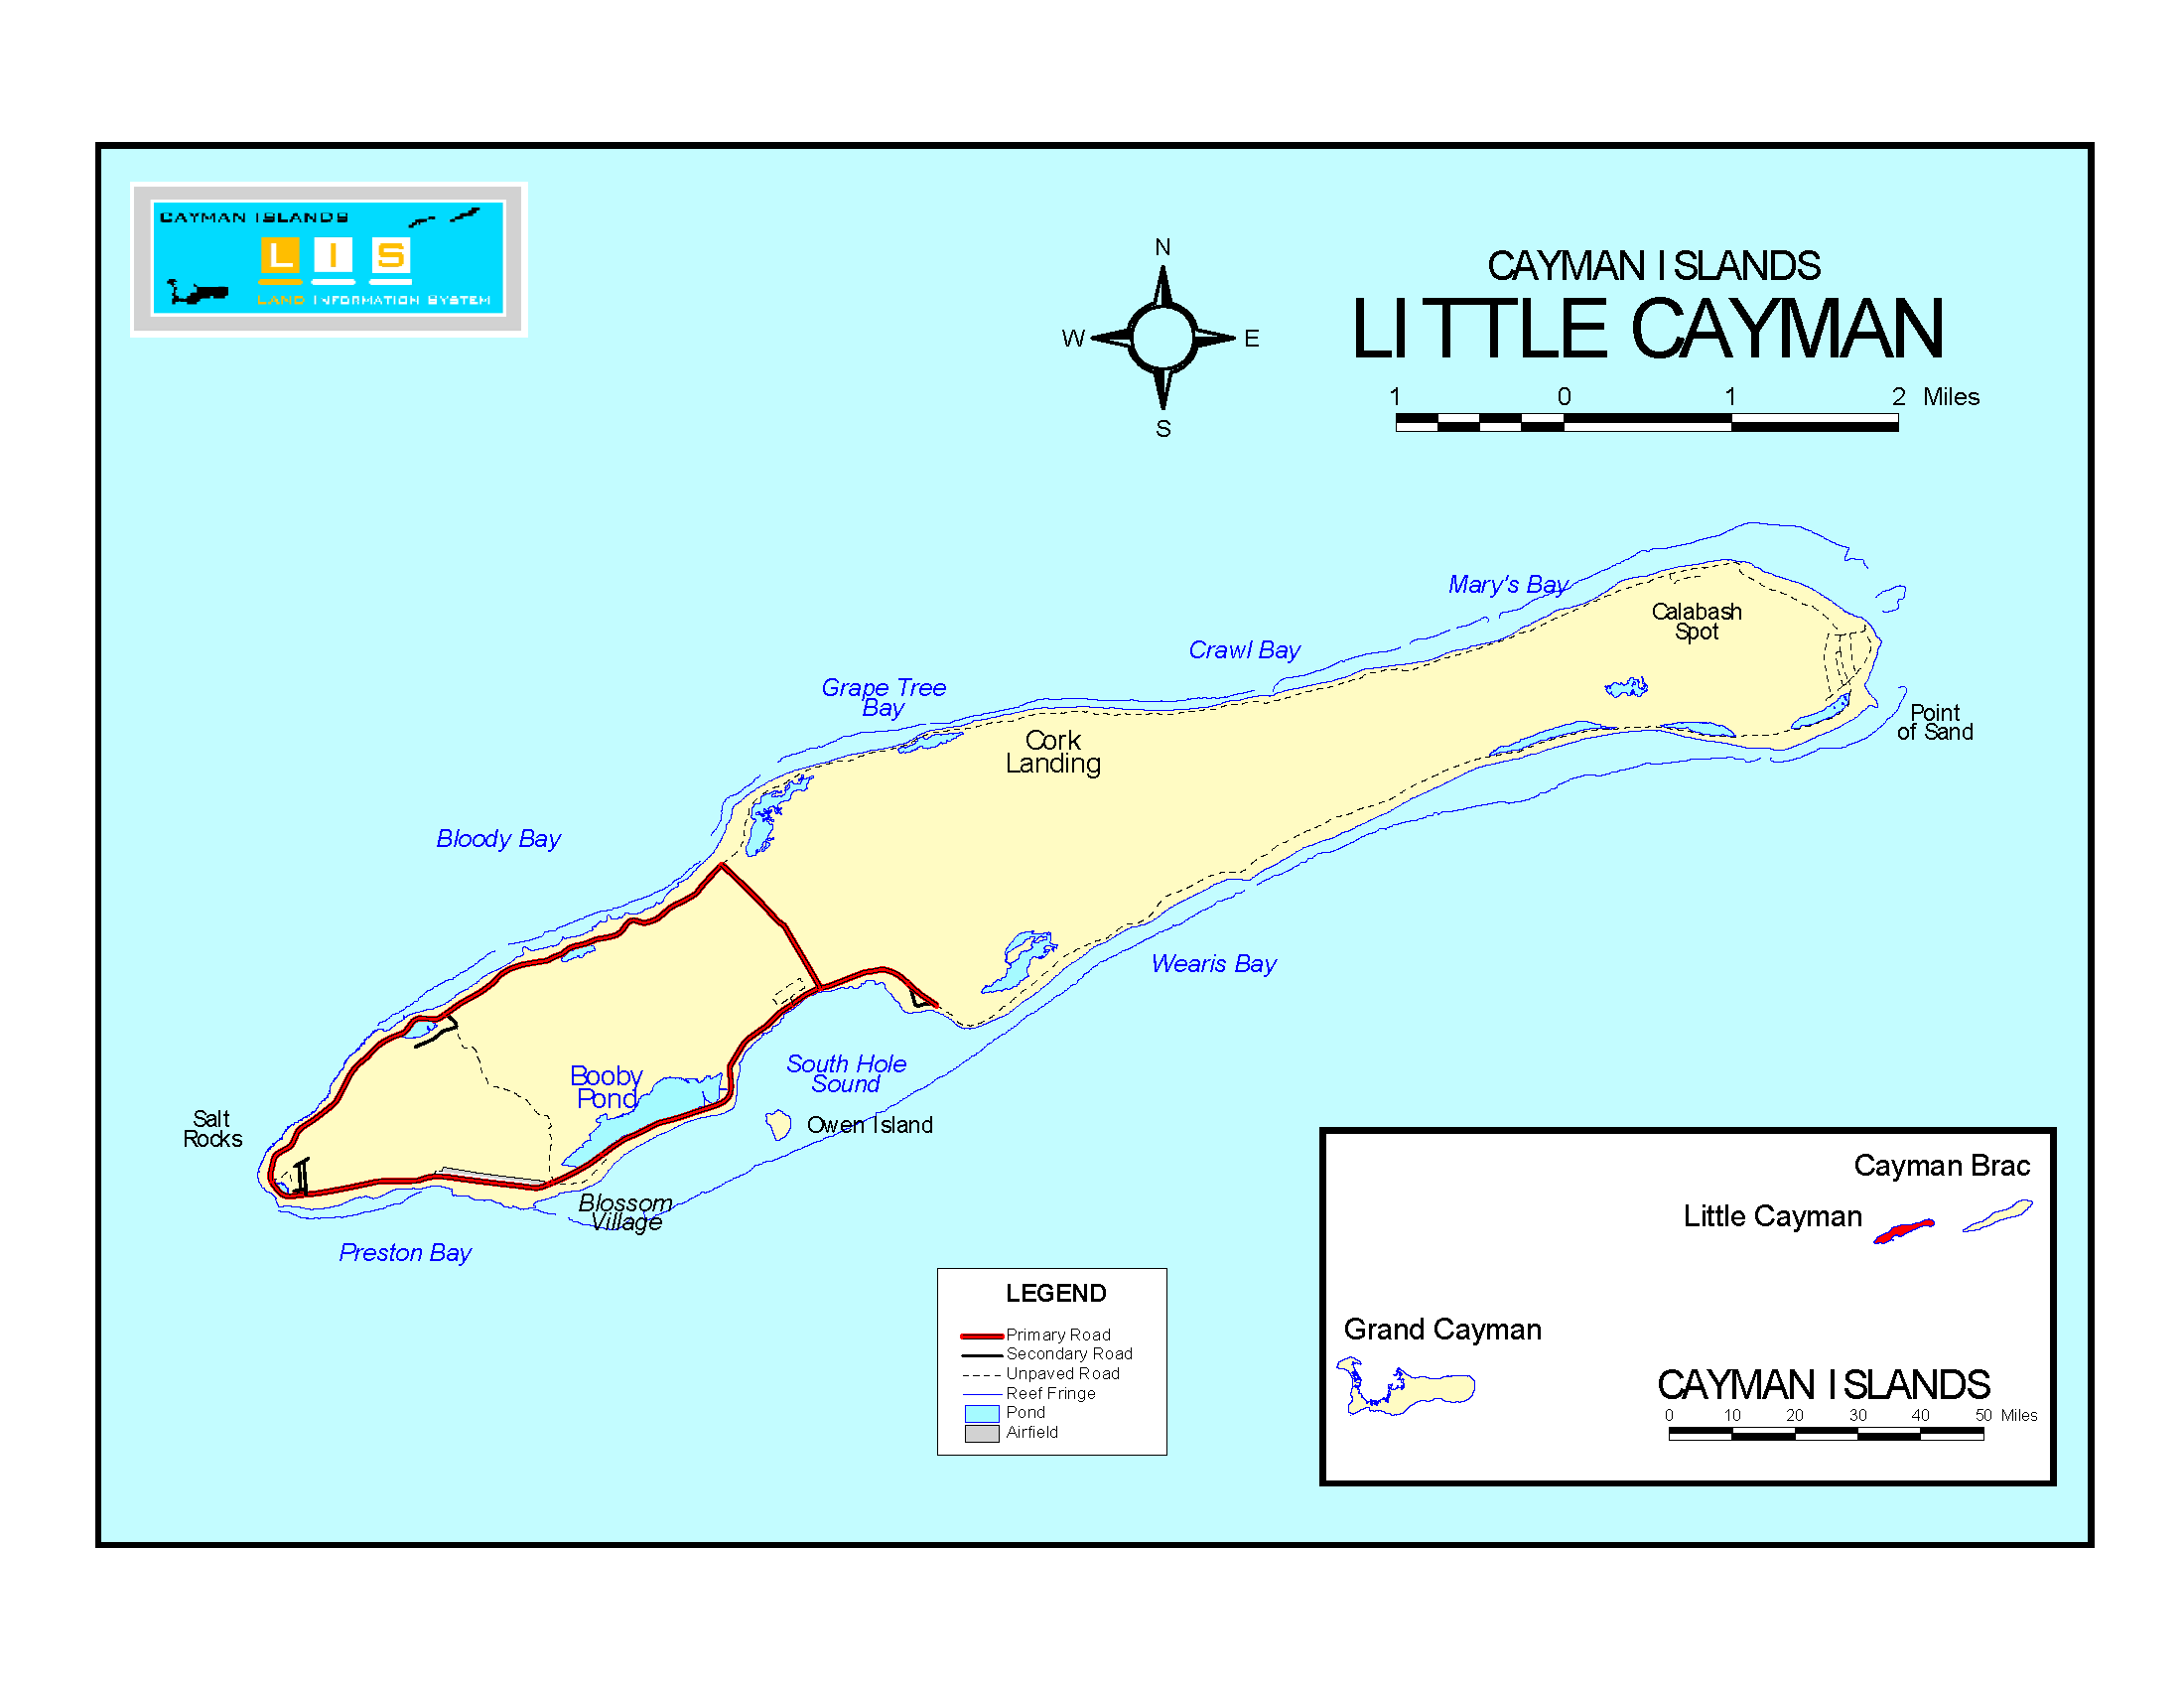 CAYMAN ISLANDS
L I S
LAND INFORMATION SYSTEM
N
W
E
S
CAYMAN ISLANDS
LITTLE CAYMAN
1 0 1 2 Miles
Mary's Bay
Calabash
Spot
Crawl Bay
Grape Tree
Bay
Point
of Sand
Cork
Landing
Bloody Bay
Wearis Bay
South Hole
Sound
Booby
Pond
Owen Island
Salt
Rocks
Blossom
Village
Preston Bay
LEGEND
Primary Road
Secondary Road
Unpaved Road
Reef Fringe
Pond
Airfield
Cayman Brac
Little Cayman
Grand Cayman
CAYMAN ISLANDS
0 10 20 30 40 50 Miles